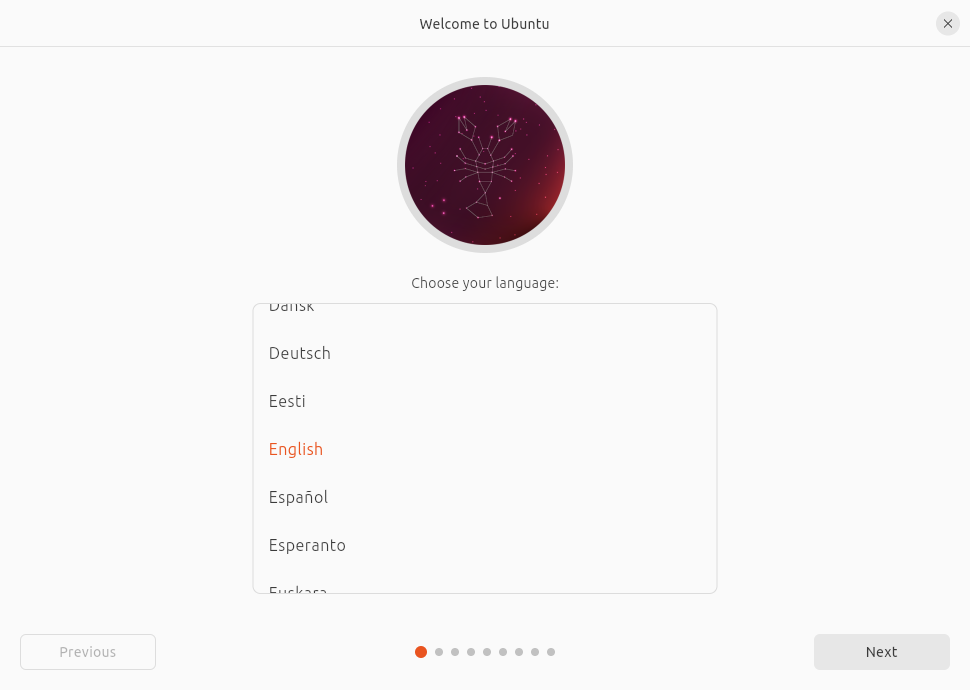 Welcome to Ubuntu
Choose your language:
Dansk
Deutsch
Eesti
English
Español
Esperanto
Euskara
Previous
Next